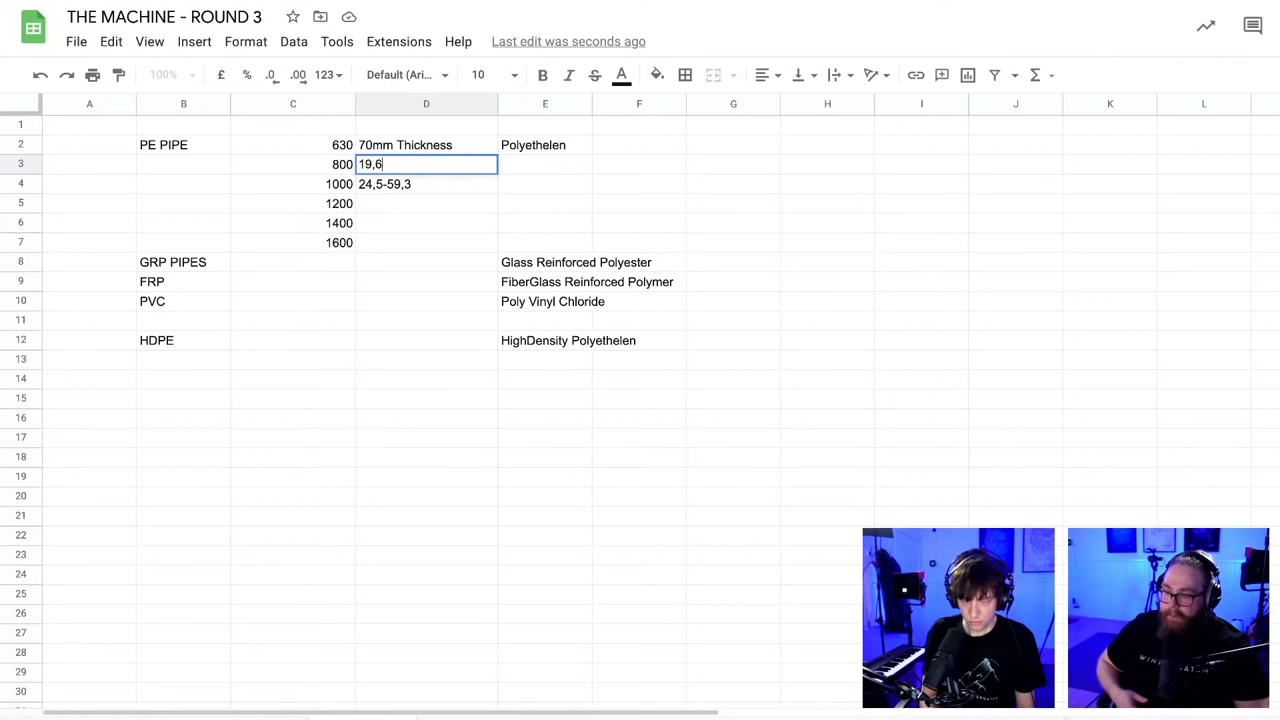 THE MACHINE - ROUND 3
File Edit View Insert Format Data Tools Extensions Help Last edit was seconds ago
100% £ % .0 .00 123 Default (Ari... 10 B I S A
A B C D E F G H I J K L
1
2 PE PIPE 630 70mm Thickness Polyethelen
3 800 19,6
4 1000 24,5-59,3
5 1200
6 1400
7 1600
8 GRP PIPES Glass Reinforced Polyester
9 FRP FiberGlass Reinforced Polymer
10 PVC Poly Vinyl Chloride
11
12 HDPE HighDensity Polyethelen
13
14
15
16
17
18
19
20
21
22
23
24
25
26
27
28
29
30